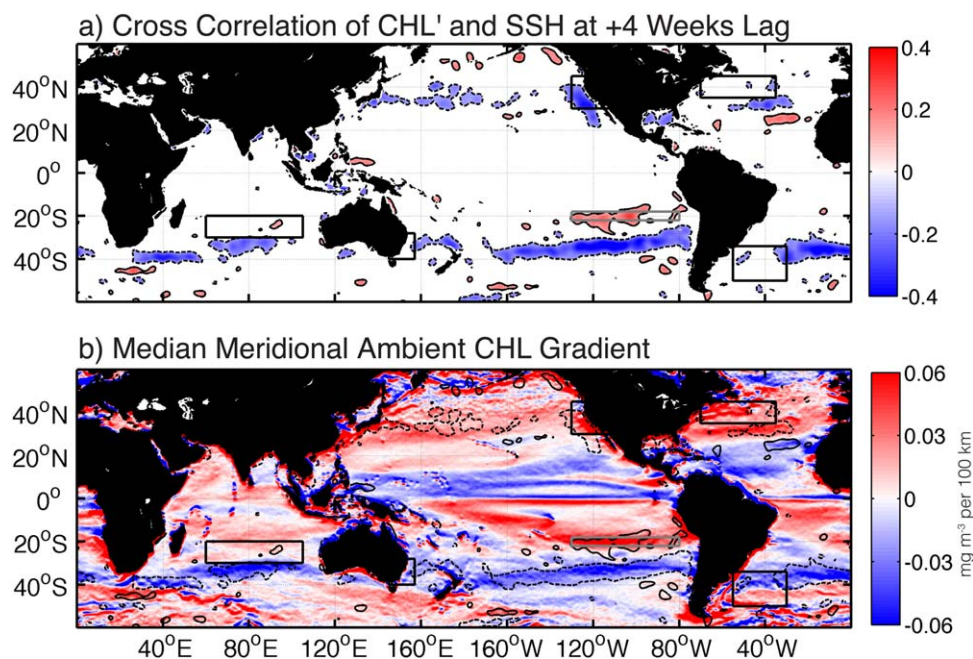 a) Cross Correlation of CHL' and SSH at +4 Weeks Lag
40°N
20°N
0°
20°S
40°S
0.4
0.2
0
-0.2
-0.4
b) Median Meridional Ambient CHL Gradient
40°N
20°N
0°
20°S
40°S
0.06
0.03
0
-0.03
-0.06
mg m⁻³ per 100 km
40°E 80°E 120°E 160°E 160°W 120°W 80°W 40°W